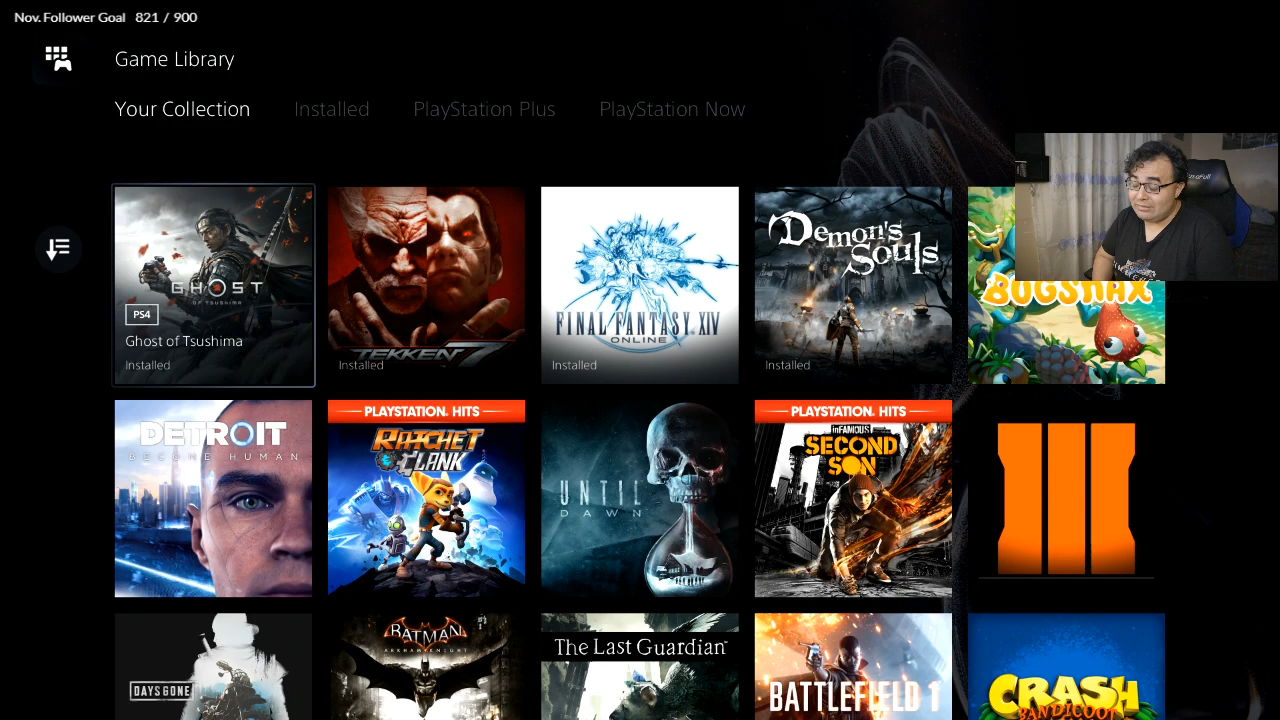 Nov. Follower Goal 821 / 900
Game Library
Your Collection Installed PlayStation Plus PlayStation Now
GHOST
OF TSUSHIMA
PS4
Ghost of Tsushima
Installed
TEKKEN 7
Installed
FINAL FANTASY XIV
ONLINE
Installed
Demon's
Souls
Installed
BUGSNAX
DETROIT
BECOME HUMAN
PLAYSTATION HITS
RATCHET
CLANK
UNTIL
DAWN
PLAYSTATION HITS
inFAMOUS
SECOND
SON
III
DAYS GONE
BATMAN
ARKHAM KNIGHT
The Last Guardian
BATTLEFIELD 1
CRASH
BANDICOOT